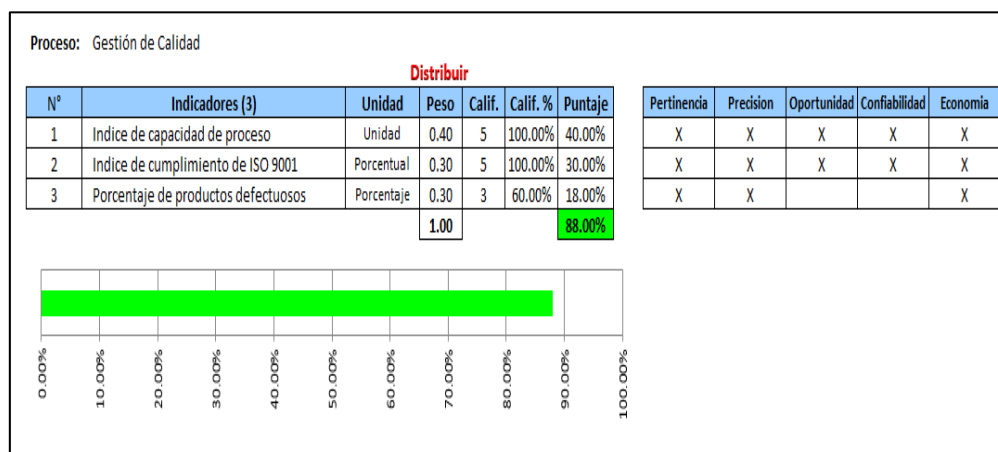 Proceso: Gestión de Calidad
Distribuir
N° Indicadores (3) Unidad Peso Calif. Calif. % Puntaje Pertinencia Precision Oportunidad Confiabilidad Economia
1 Indice de capacidad de proceso Unidad 0.40 5 100.00% 40.00% X X X X X
2 Indice de cumplimiento de ISO 9001 Porcentual 0.30 5 100.00% 30.00% X X X X X
3 Porcentaje de productos defectuosos Porcentaje 0.30 3 60.00% 18.00% X X X
1.00 88.00%
0.00% 10.00% 20.00% 30.00% 40.00% 50.00% 60.00% 70.00% 80.00% 90.00% 100.00%